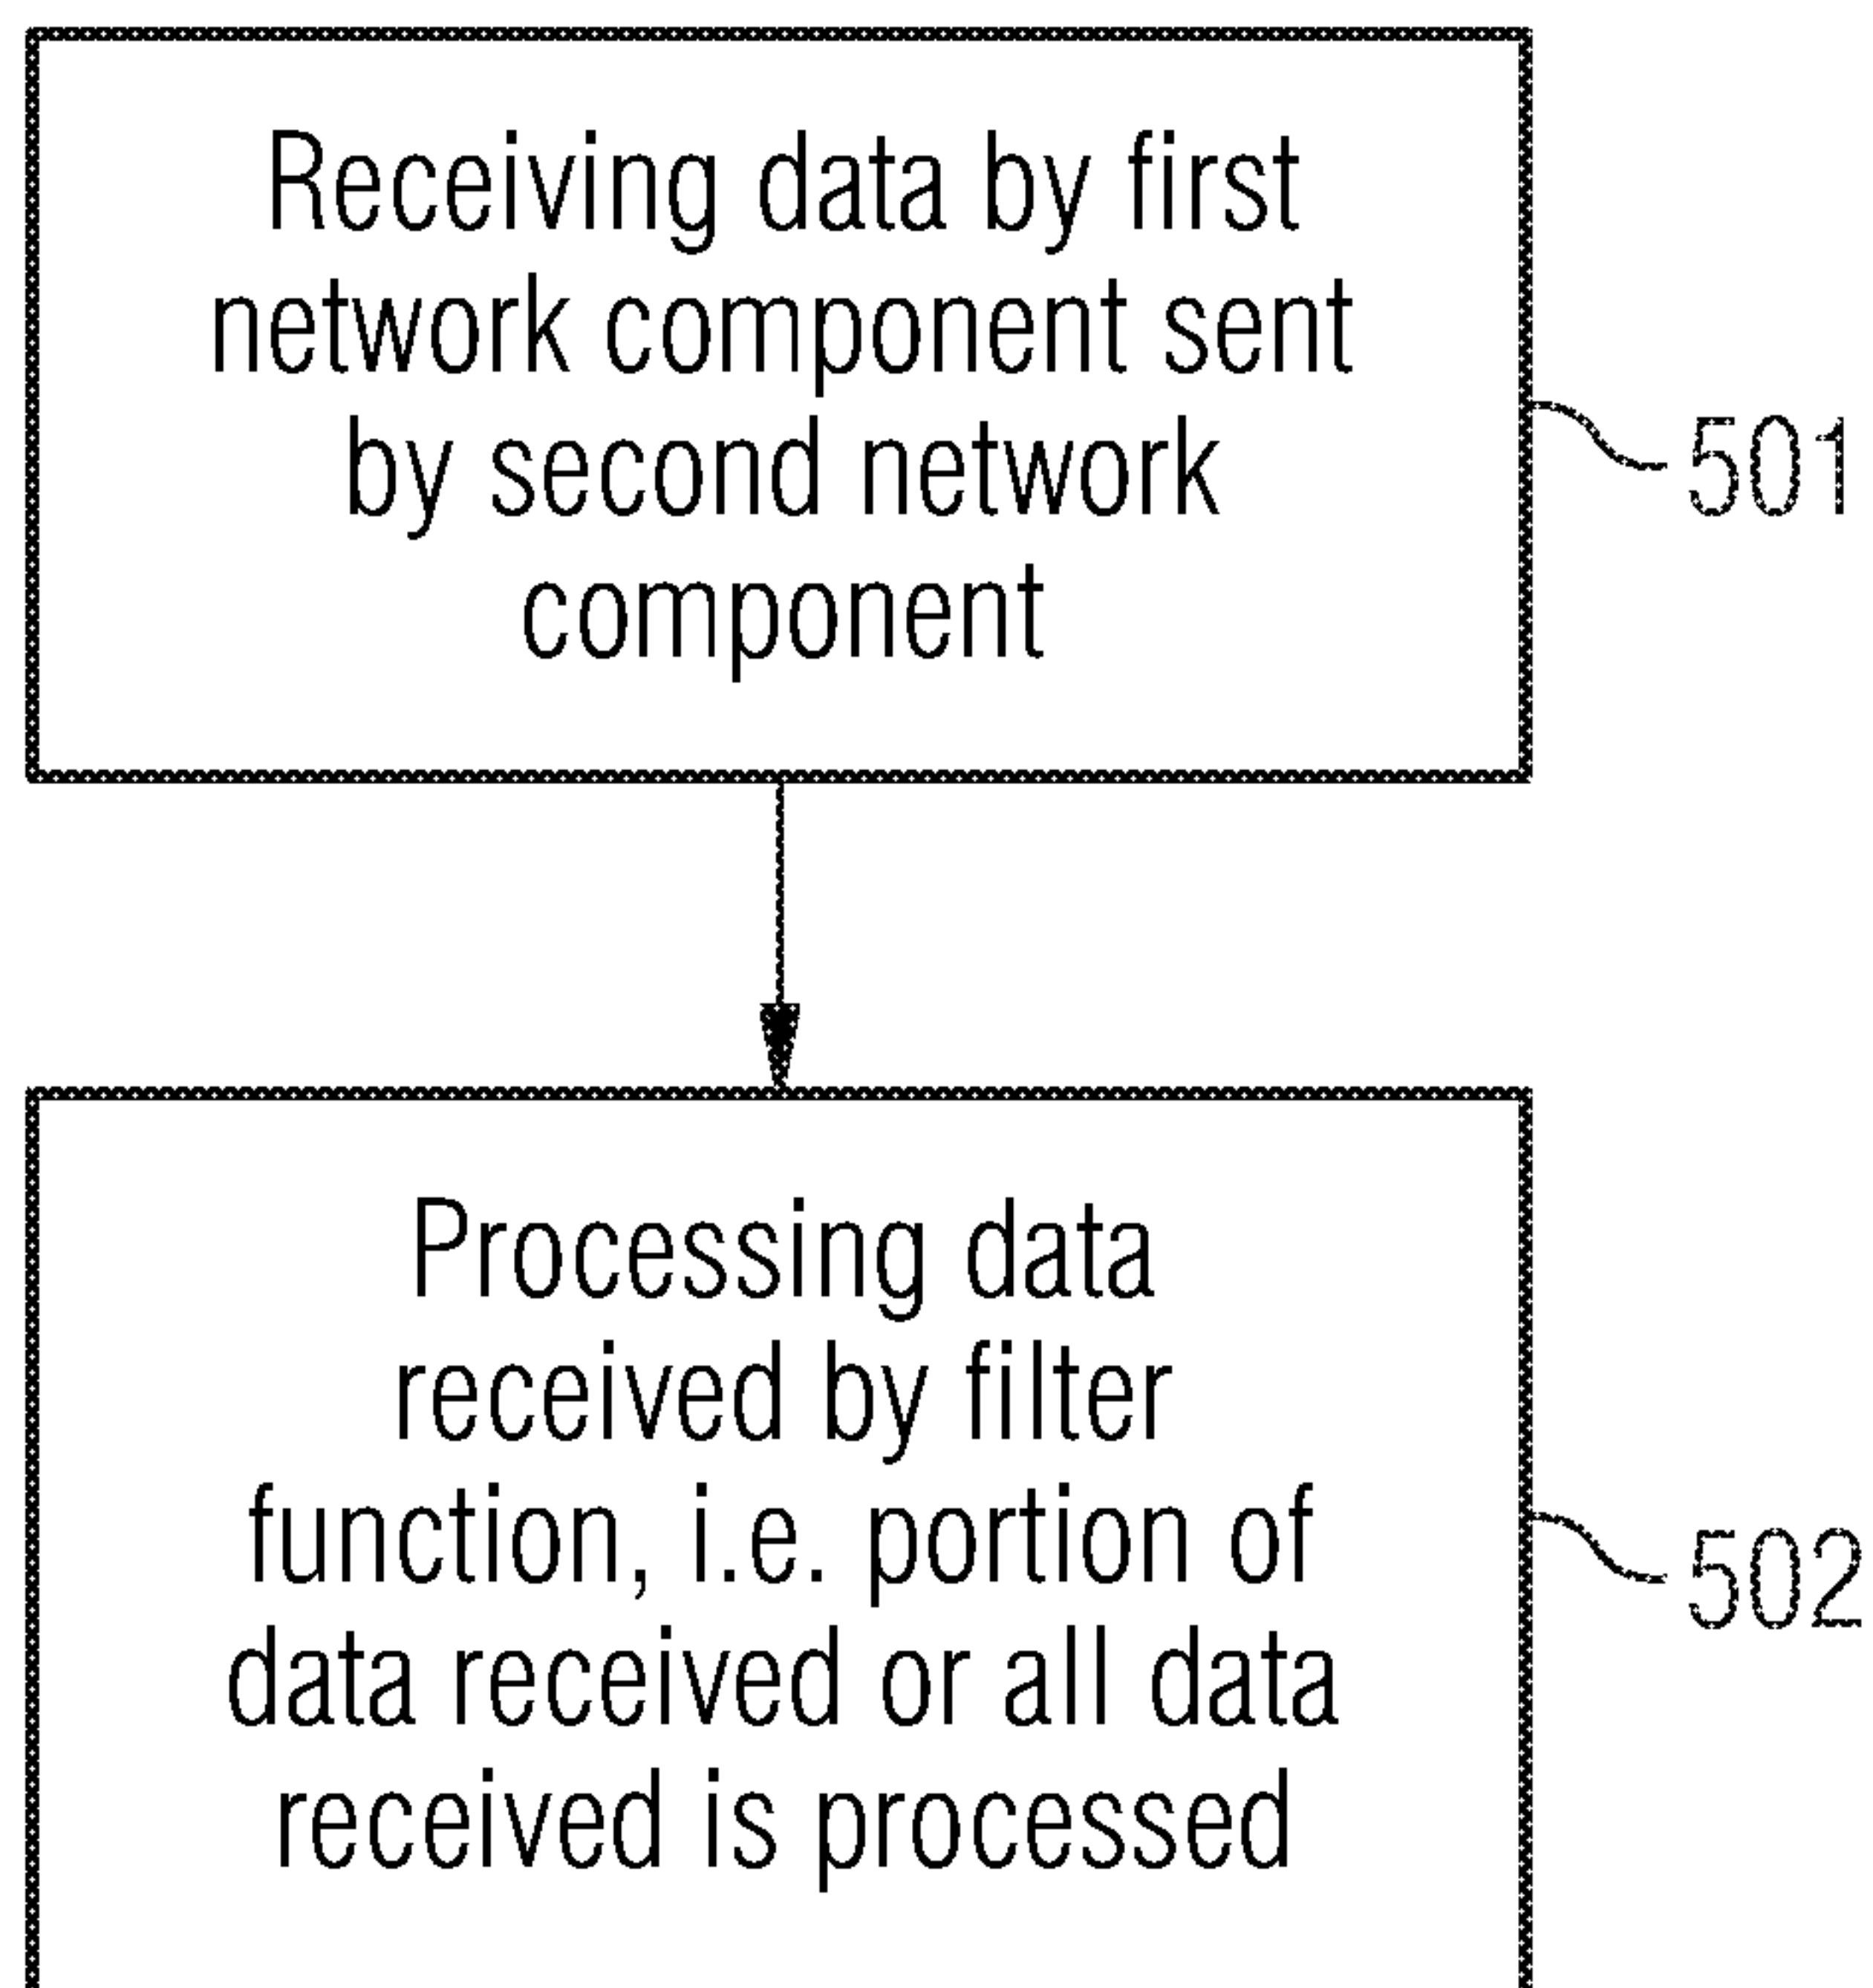 Receiving data by first
network component sent
by second network
component
501
Processing data
received by filter
function, i.e. portion of
data received or all data
received is processed
502